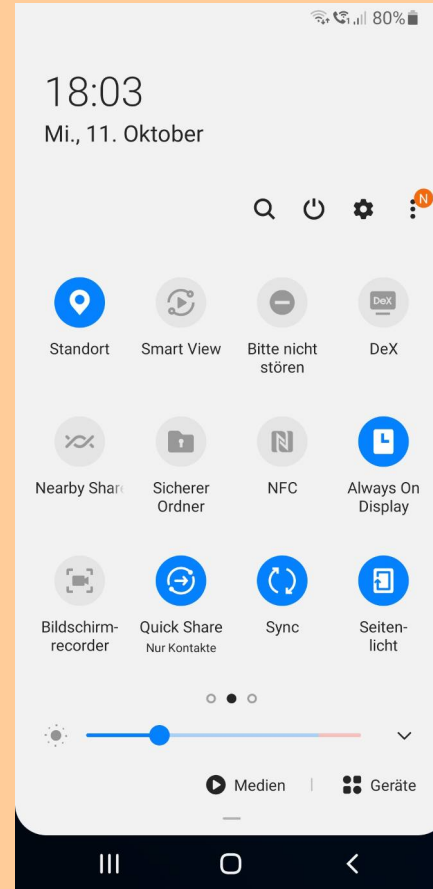 80%
18:03
Mi., 11. Oktober
N
Standort
Smart View
Bitte nicht
stören
DeX
DeX
Nearby Share
Sicherer
Ordner
NFC
Always On
Display
Bildschirm-
recorder
Quick Share
Nur Kontakte
Sync
Seiten-
licht
Medien
Geräte